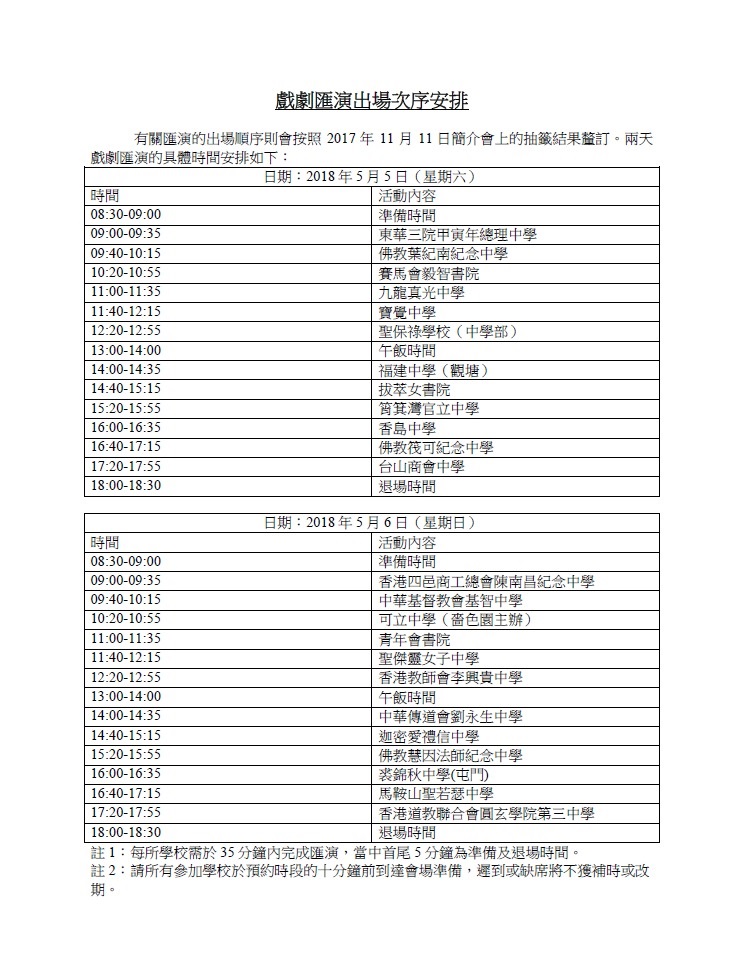 戲劇匯演出場次序安排
有關匯演的出場順序則會按照 2017 年 11 月 11 日簡介會上的抽籤結果釐訂。兩天
戲劇匯演的具體時間安排如下：
日期：2018 年 5 月 5 日（星期六）
時間 活動內容
08:30-09:00 準備時間
09:00-09:35 東華三院甲寅年總理中學
09:40-10:15 佛教葉紀南紀念中學
10:20-10:55 賽馬會毅智書院
11:00-11:35 九龍真光中學
11:40-12:15 寶覺中學
12:20-12:55 聖保祿學校（中學部）
13:00-14:00 午飯時間
14:00-14:35 福建中學（觀塘）
14:40-15:15 拔萃女書院
15:20-15:55 筲箕灣官立中學
16:00-16:35 香島中學
16:40-17:15 佛教筏可紀念中學
17:20-17:55 台山商會中學
18:00-18:30 退場時間
日期：2018 年 5 月 6 日（星期日）
時間 活動內容
08:30-09:00 準備時間
09:00-09:35 香港四邑商工總會陳南昌紀念中學
09:40-10:15 中華基督教會基智中學
10:20-10:55 可立中學（嗇色園主辦）
11:00-11:35 青年會書院
11:40-12:15 聖傑靈女子中學
12:20-12:55 香港教師會李興貴中學
13:00-14:00 午飯時間
14:00-14:35 中華傳道會劉永生中學
14:40-15:15 迦密愛禮信中學
15:20-15:55 佛教慧因法師紀念中學
16:00-16:35 裘錦秋中學(屯門)
16:40-17:15 馬鞍山聖若瑟中學
17:20-17:55 香港道教聯合會圓玄學院第三中學
18:00-18:30 退場時間
註 1：每所學校需於 35 分鐘內完成匯演，當中首尾 5 分鐘為準備及退場時間。
註 2：請所有參加學校於預約時段的十分鐘前到達會場準備，遲到或缺席將不獲補時或改
期。